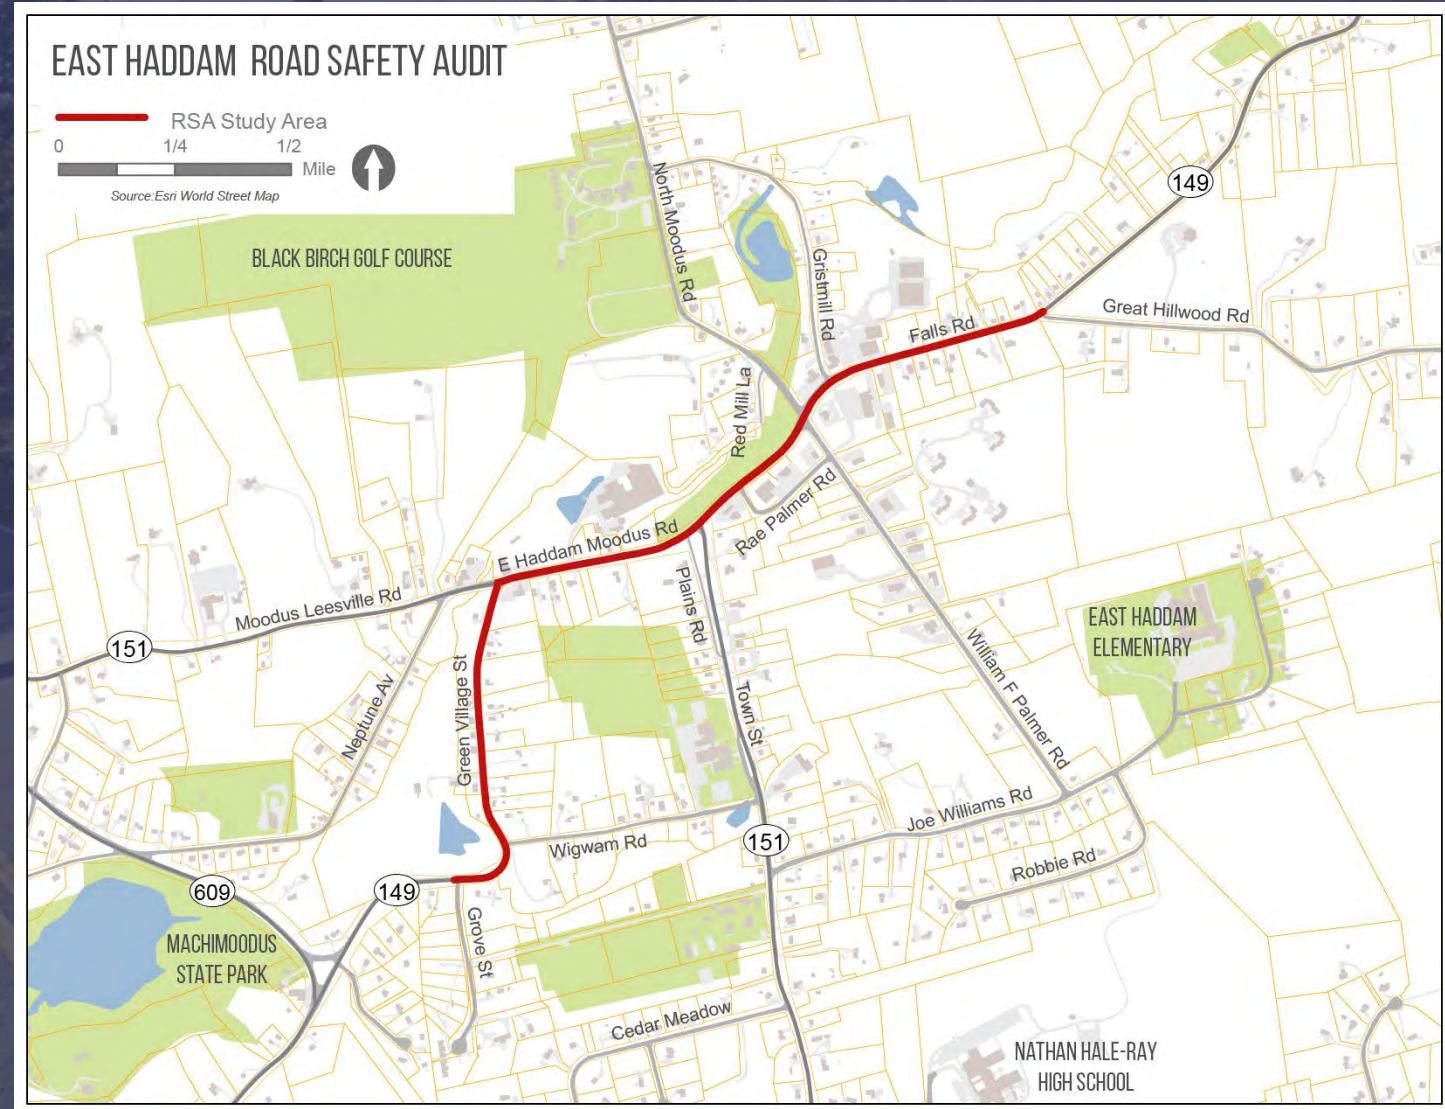 EAST HADDAM ROAD SAFETY AUDIT
RSA Study Area
0 1/4 1/2
Mile
Source:Esri World Street Map
149
North Moodus Rd
BLACK BIRCH GOLF COURSE
Gristmill Rd
Great Hillwood Rd
Falls Rd
Red Mill La
Rae Palmer Rd
E Haddam Moodus Rd
Moodus Leesville Rd
151
Plains Rd
EAST HADDAM
ELEMENTARY
William F Palmer Rd
Neptune Av
Green Village St
Town St
Joe Williams Rd
Wigwam Rd
151
Robbie Rd
609
149
Grove St
MACHIMOODUS
STATE PARK
Cedar Meadow
NATHAN HALE-RAY
HIGH SCHOOL